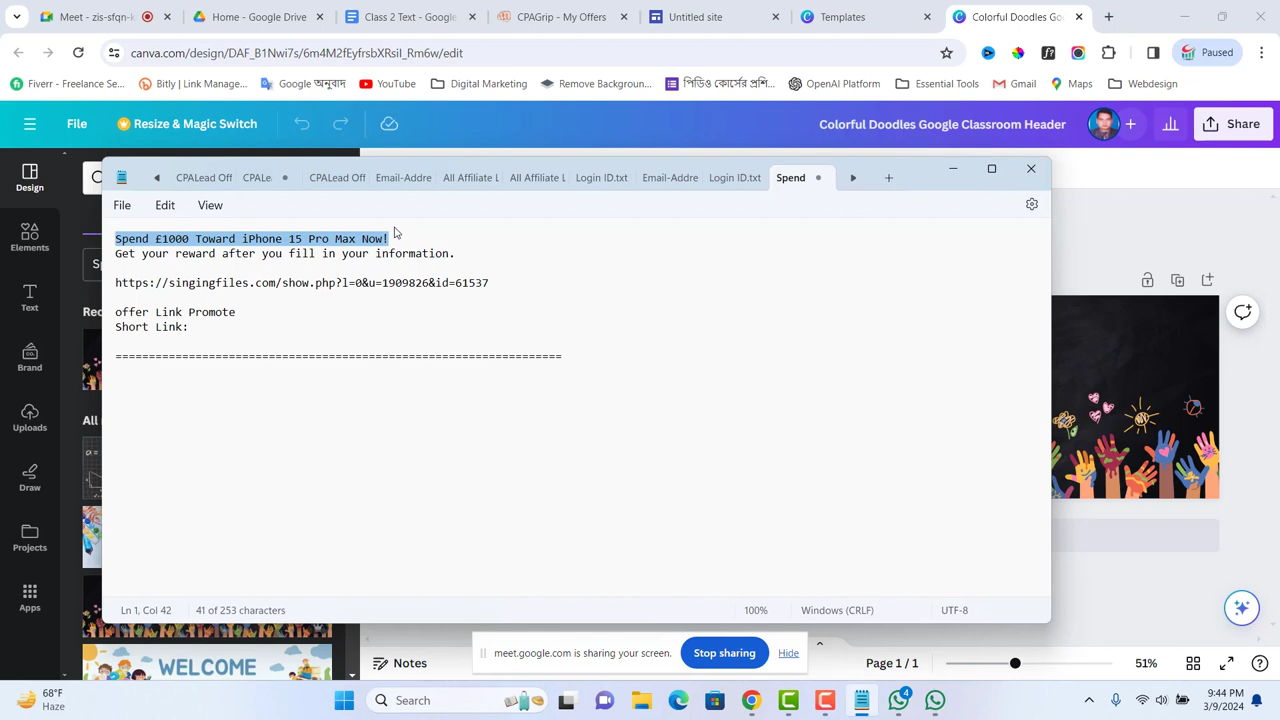 Meet - zis-sfqn-k
Home - Google Drive
Class 2 Text - Google
CPAGrip - My Offers
Untitled site
Templates
Colorful Doodles Go
canva.com/design/DAF_B1Nwi7s/6m4M2fEyfrsbXRsiI_Rm6w/edit
Paused
Fiverr - Freelance Se...
Bitly | Link Manage...
Google অনুবাদ
YouTube
Digital Marketing
Remove Background...
পিডিও কোর্সের প্রশি...
OpenAI Platform
Essential Tools
Gmail
Maps
Webdesign
File
Resize & Magic Switch
Colorful Doodles Google Classroom Header
Share
Design
Elements
Text
Brand
Uploads
Draw
Projects
Apps
CPALead Off
CPALe
CPALead Off
Email-Addre
All Affiliate L
All Affiliate L
Login ID.txt
Email-Addre
Login ID.txt
Spend
File
Edit
View
Spend £1000 Toward iPhone 15 Pro Max Now!
Get your reward after you fill in your information.
https://singingfiles.com/show.php?l=0&u=1909826&id=61537
offer Link Promote
Short Link:
===================================================================
Ln 1, Col 42
41 of 253 characters
100%
Windows (CRLF)
UTF-8
Sp
Rec
All
WELCOME
Notes
meet.google.com is sharing your screen.
Stop sharing
Hide
Page 1 / 1
51%
68°F
Haze
Search
4
9:44 PM
3/9/2024